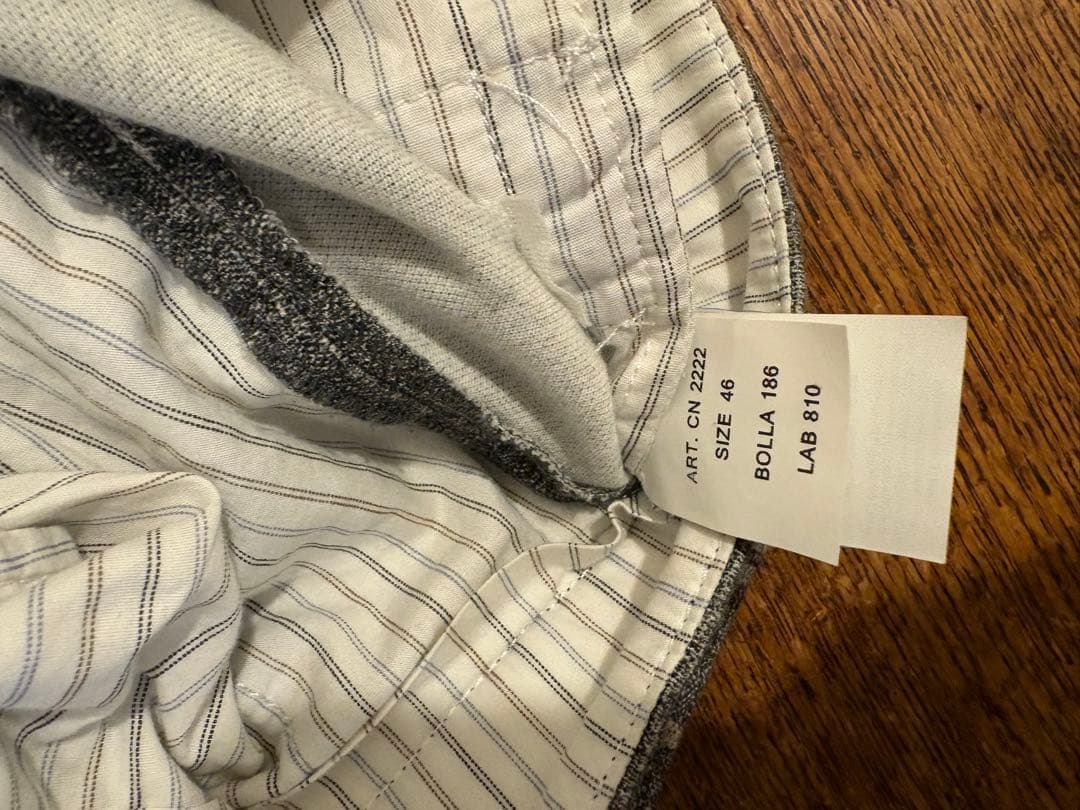 ART. CN 2222
SIZE 46
BOLLA 186
LAB 810